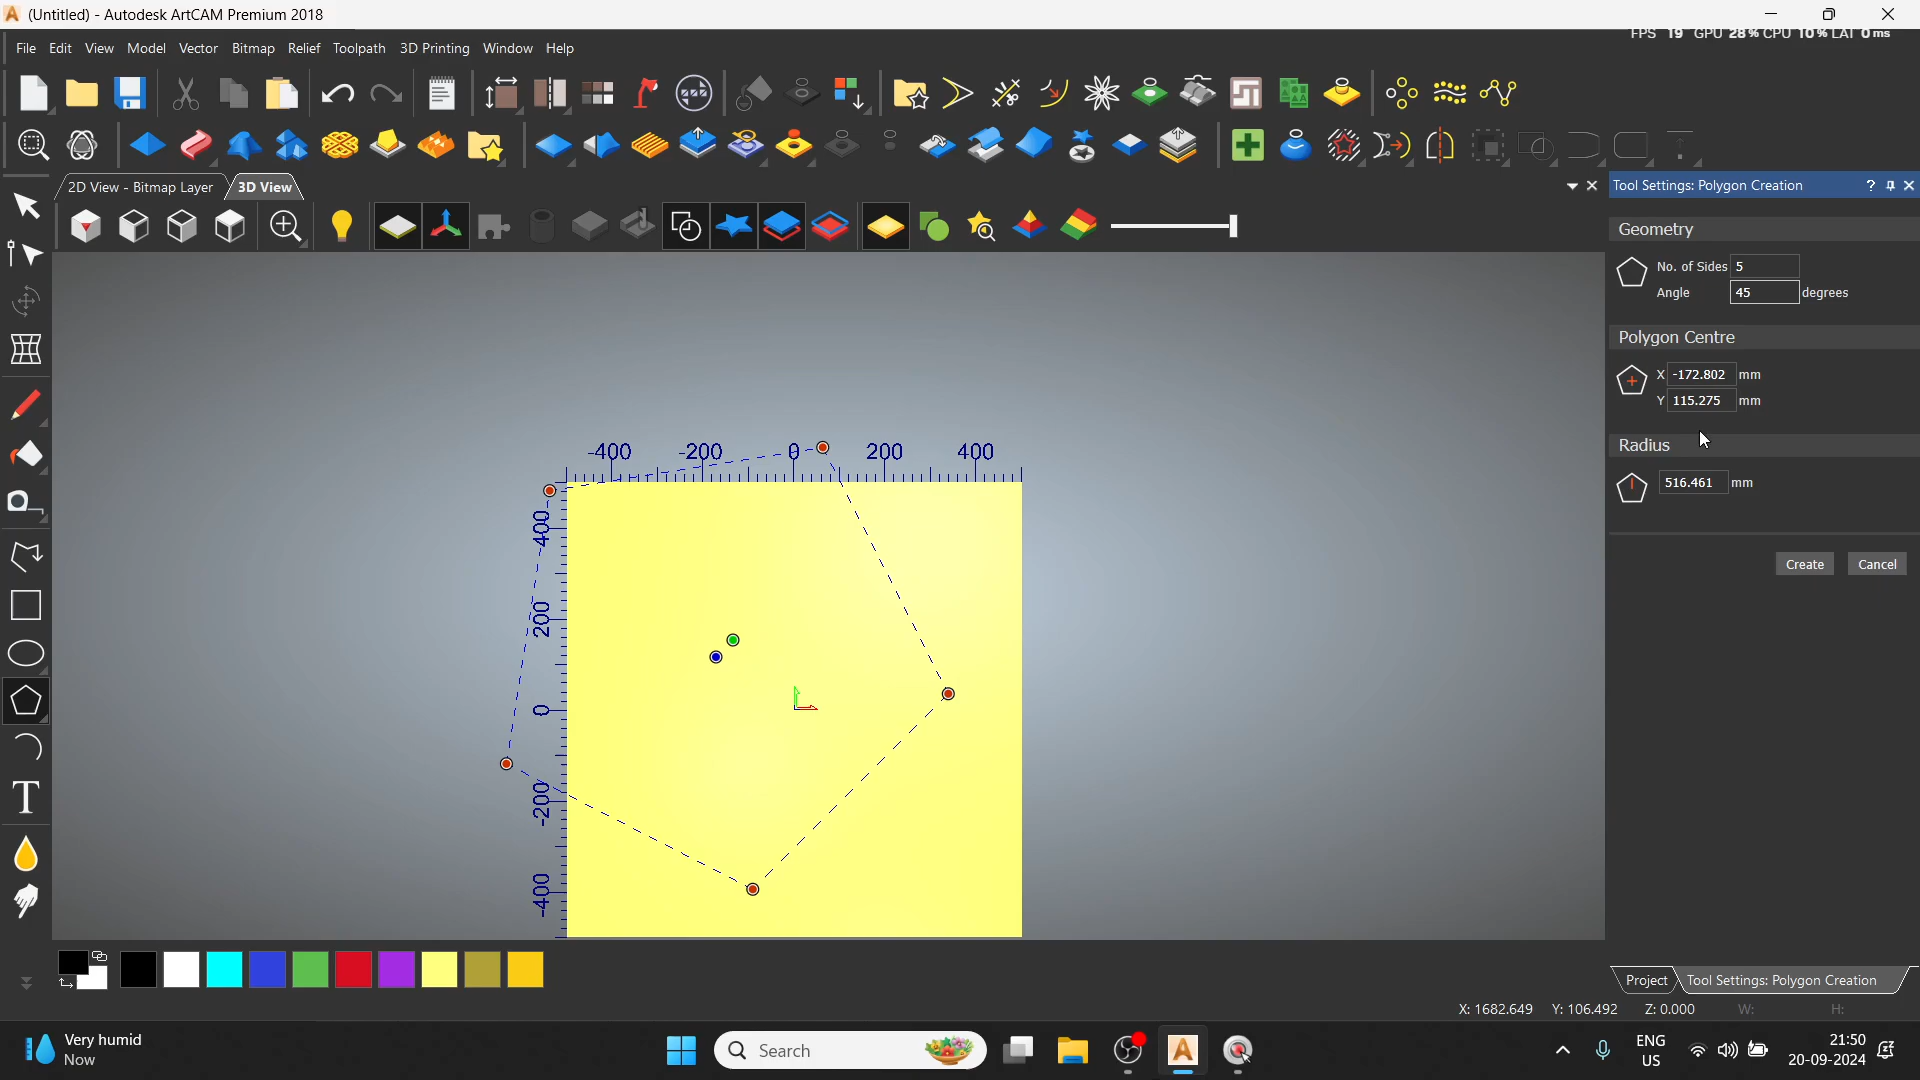 (Untitled) - Autodesk ArtCAM Premium 2018
FPS 19 GPU 28% CPU 10% LAT 0 ms
File Edit View Model Vector Bitmap Relief Toolpath 3D Printing Window Help
2D View - Bitmap Layer 3D View
Tool Settings: Polygon Creation
Geometry
No. of Sides 5
Angle 45 degrees
Polygon Centre
X -172.802 mm
Y 115.275 mm
Radius
516.461 mm
Create Cancel
-400 -200 0 200 400
400
200
0
-200
-400
Project Tool Settings: Polygon Creation
X: 1682.649 Y: 106.492 Z: 0.000 W: H:
Very humid
Now
Search
ENG
US
21:50
20-09-2024